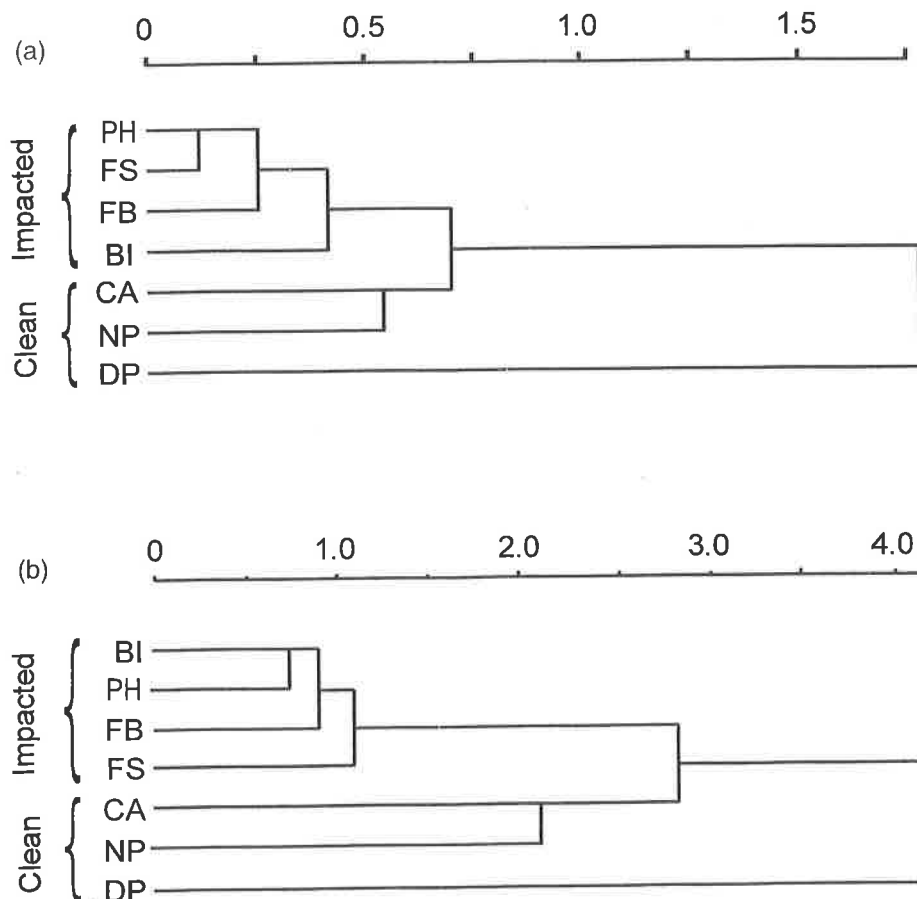 (a)
0 0.5 1.0 1.5
Impacted
PH
FS
FB
BI
Clean
CA
NP
DP
(b)
0 1.0 2.0 3.0 4.0
Impacted
BI
PH
FB
FS
Clean
CA
NP
DP